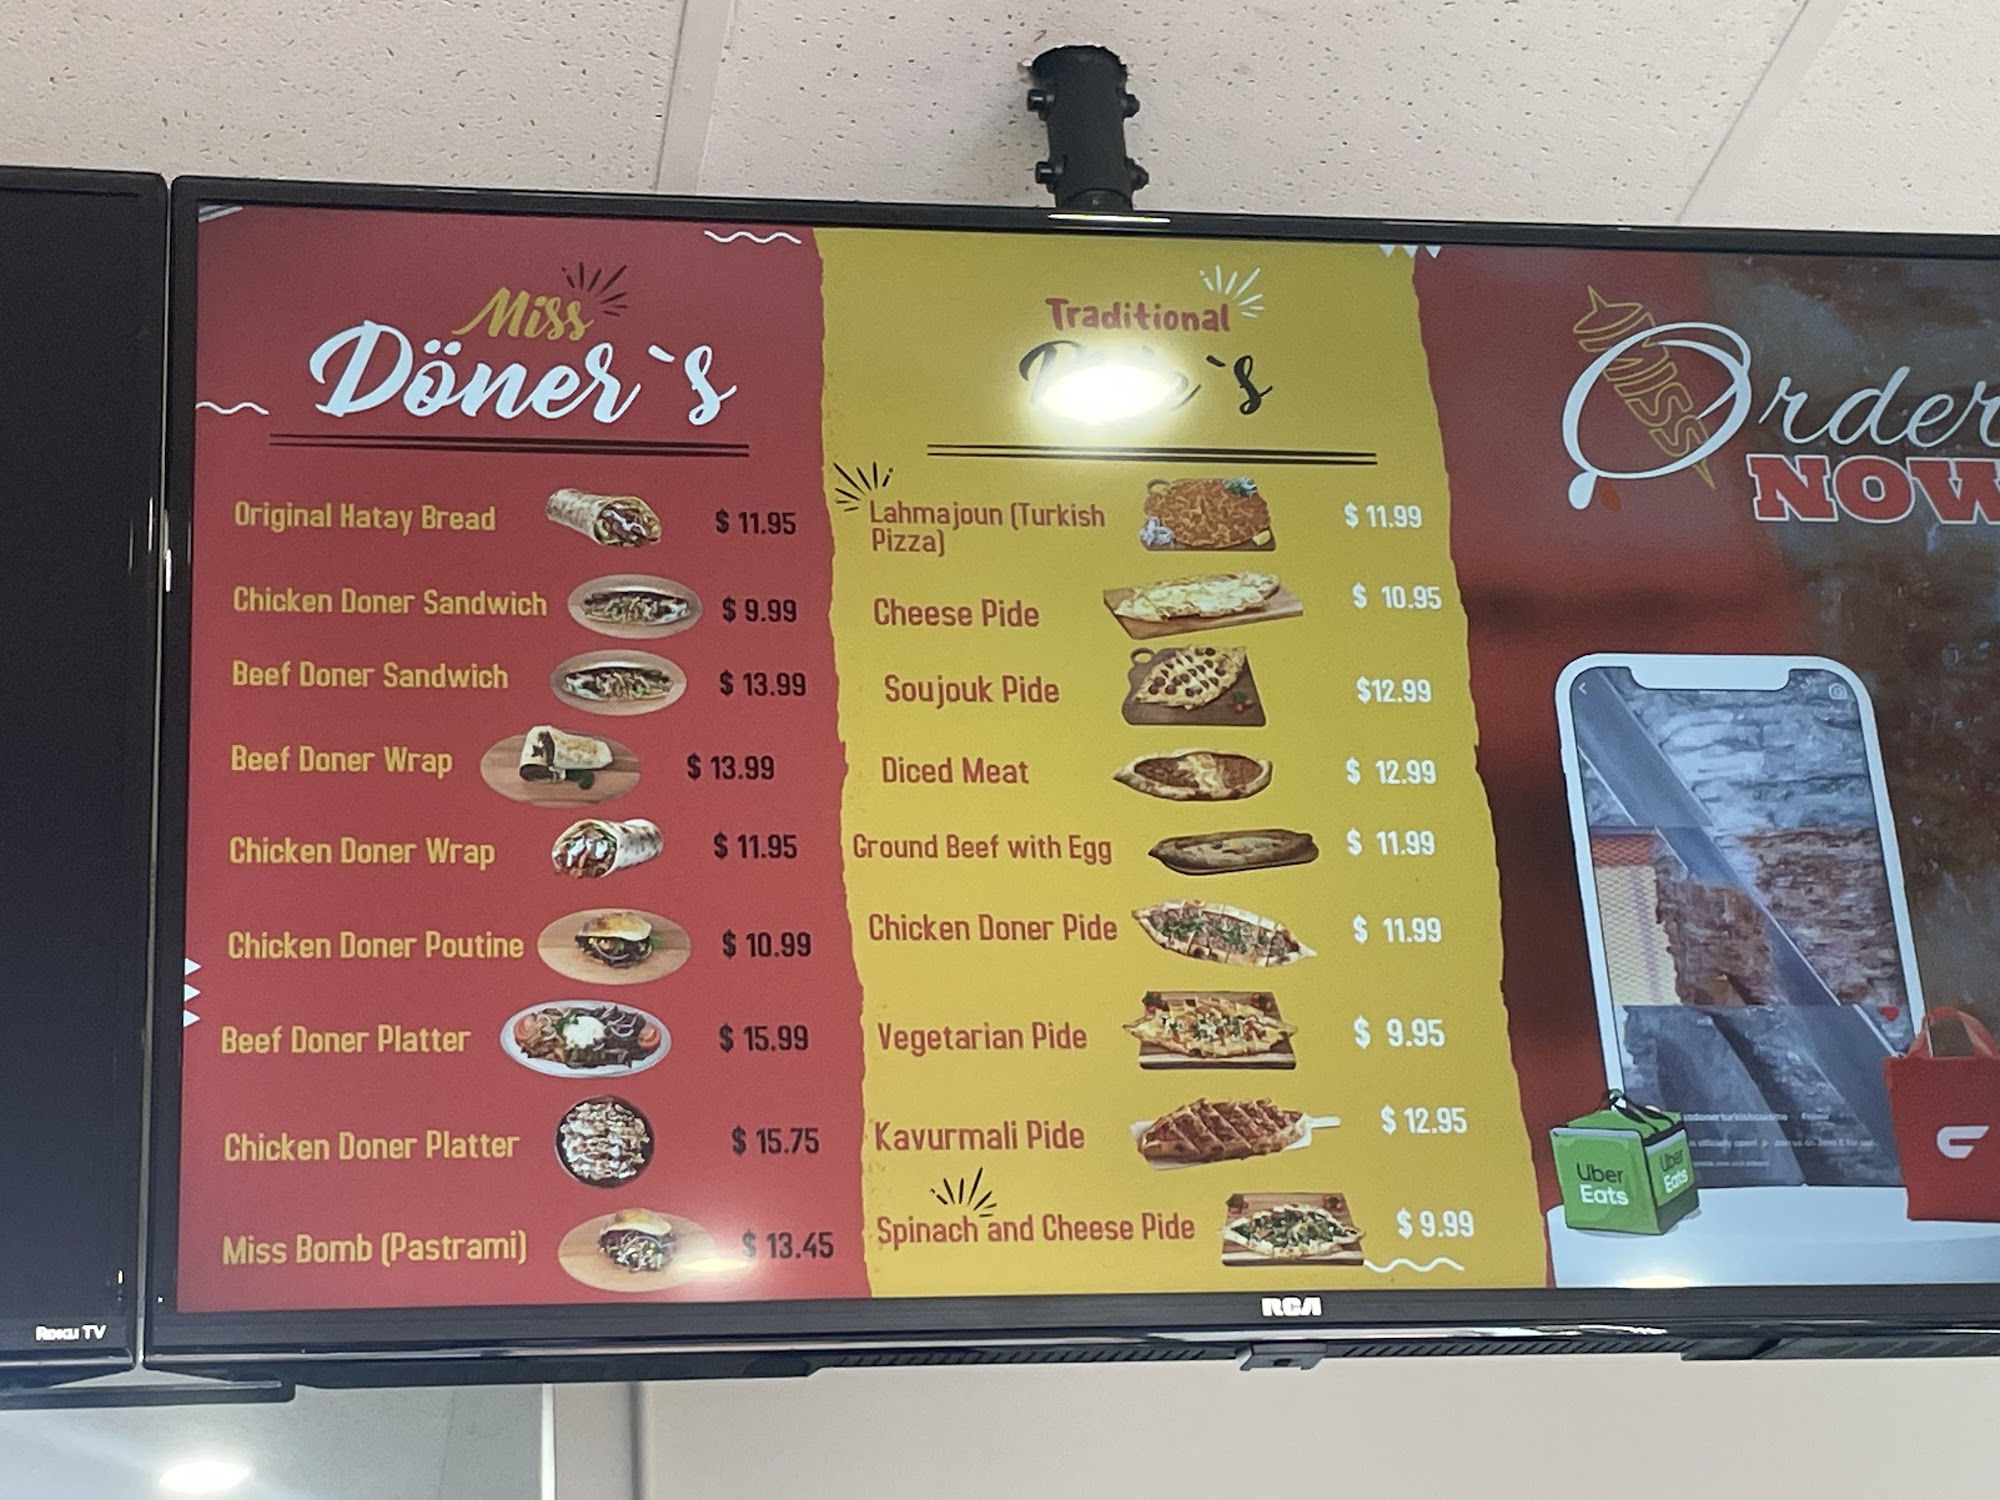 Miss
Döner`s
Original Hatay Bread $ 11.95
Chicken Doner Sandwich $ 9.99
Beef Doner Sandwich $ 13.99
Beef Doner Wrap $ 13.99
Chicken Doner Wrap $ 11.95
Chicken Doner Poutine $ 10.99
Beef Doner Platter $ 15.99
Chicken Doner Platter $ 15.75
Miss Bomb (Pastrami) $ 13.45
Traditional
Lahmajoun (Turkish
Pizza) $ 11.99
Cheese Pide $ 10.95
Soujouk Pide $12.99
Diced Meat $ 12.99
Ground Beef with Egg $ 11.99
Chicken Doner Pide $ 11.99
Vegetarian Pide $ 9.95
Kavurmali Pide $ 12.95
Spinach and Cheese Pide $ 9.99
MISS
Order
NOW
Uber
Eats
Uber
Eats
RCA
Roku TV